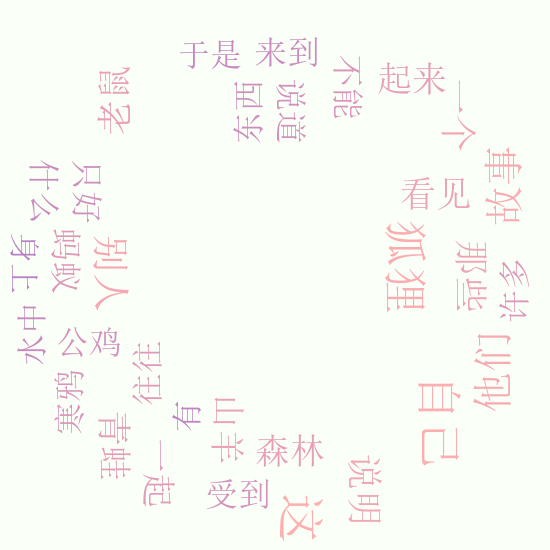 于是
来到
不能
起来
一个
老鼠
东西
说道
故事
看见
什么
只好
狐狸
那些
许多
身上
蚂蚁
别人
水中
公鸡
往往
他们
自己
寒鸦
青蛙
有
山羊
一起
森林
说明
受到
这